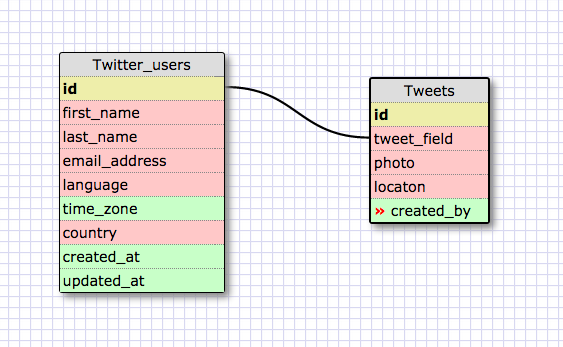 Twitter_users
id
first_name
last_name
email_address
language
time_zone
country
created_at
updated_at
Tweets
id
tweet_field
photo
locaton
» created_by